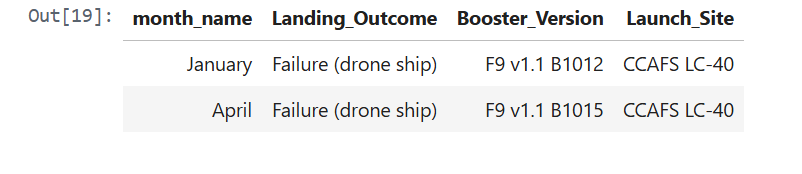 Out[19]: month_name Landing_Outcome Booster_Version Launch_Site
January Failure (drone ship) F9 v1.1 B1012 CCAFS LC-40
April Failure (drone ship) F9 v1.1 B1015 CCAFS LC-40